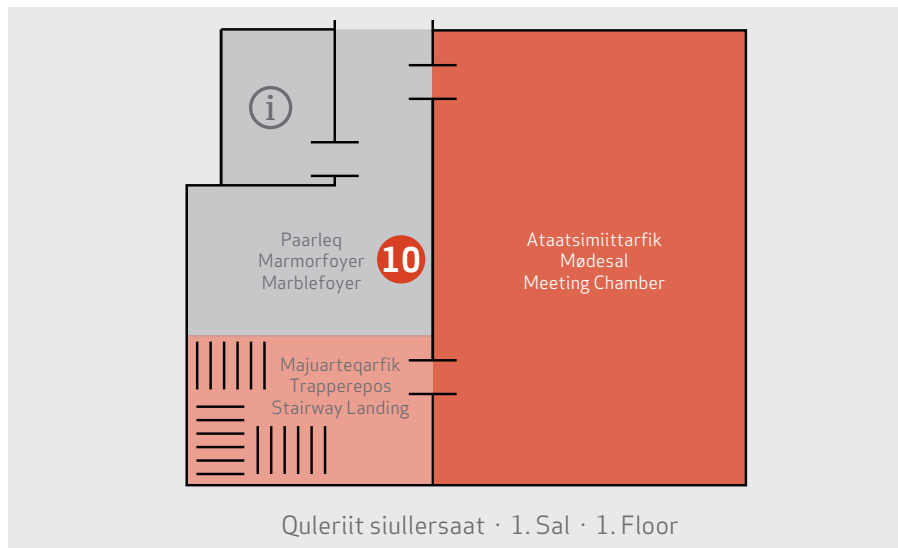 i
Paarleq
Marmorfoyer
Marblefoyer
10
Ataatsimiittarfik
Mødesal
Meeting Chamber
Majuarteqarfik
Trapperepos
Stairway Landing
Quleriit siullersaat · 1. Sal · 1. Floor